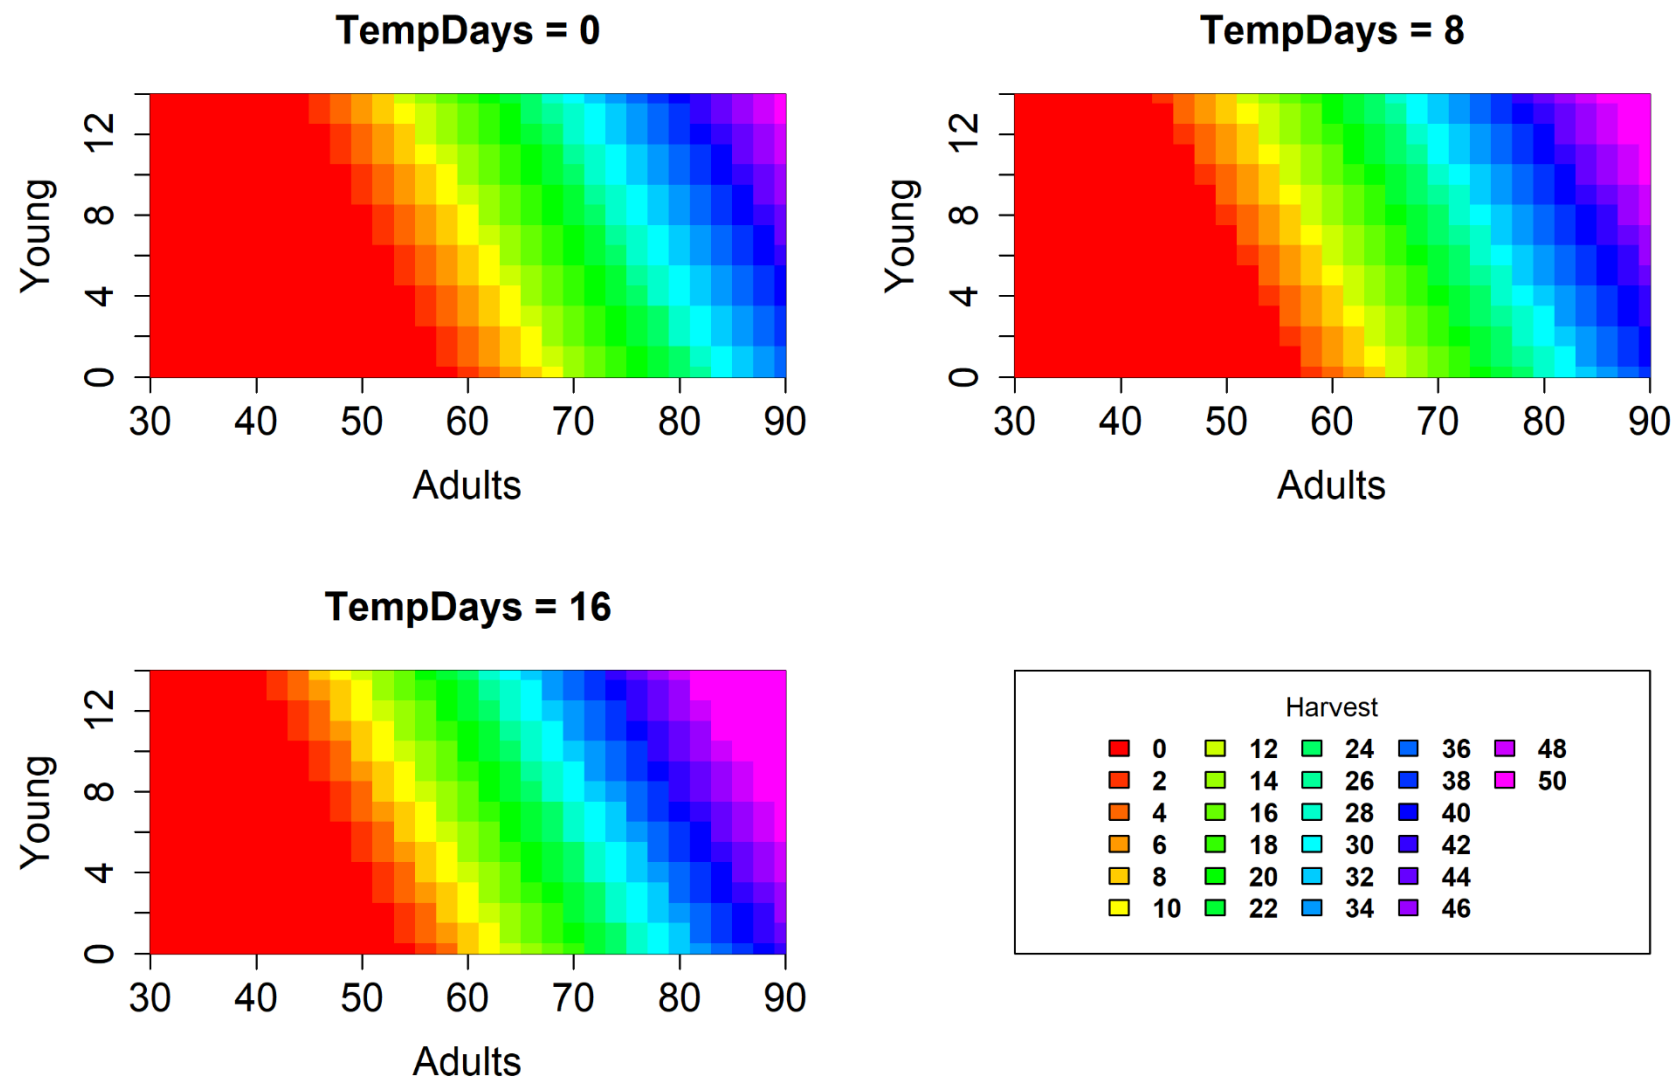 TempDays = 0
12
8
4
0
Young
30 40 50 60 70 80 90
Adults
TempDays = 8
12
8
4
0
Young
30 40 50 60 70 80 90
Adults
TempDays = 16
12
8
4
0
Young
30 40 50 60 70 80 90
Adults
Harvest
0 12 24 36 48
2 14 26 38 50
4 16 28 40
6 18 30 42
8 20 32 44
10 22 34 46